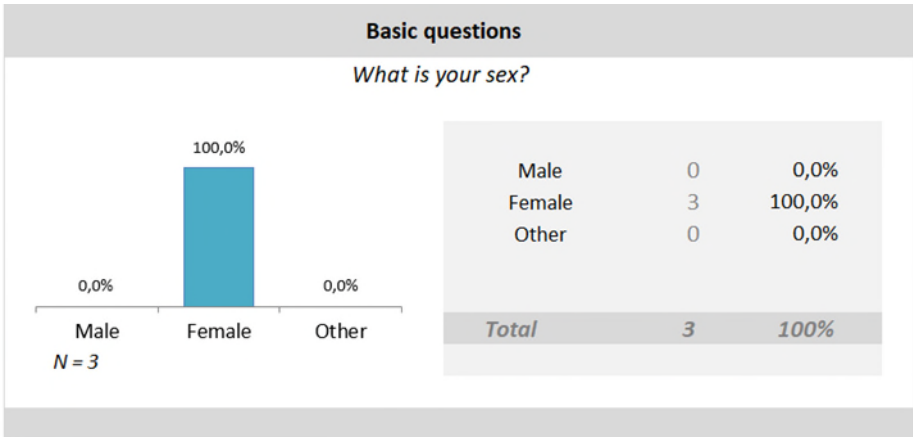 Basic questions
What is your sex?
100,0%
0,0%
0,0%
Male Female Other
N = 3
Male 0 0,0%
Female 3 100,0%
Other 0 0,0%
Total 3 100%